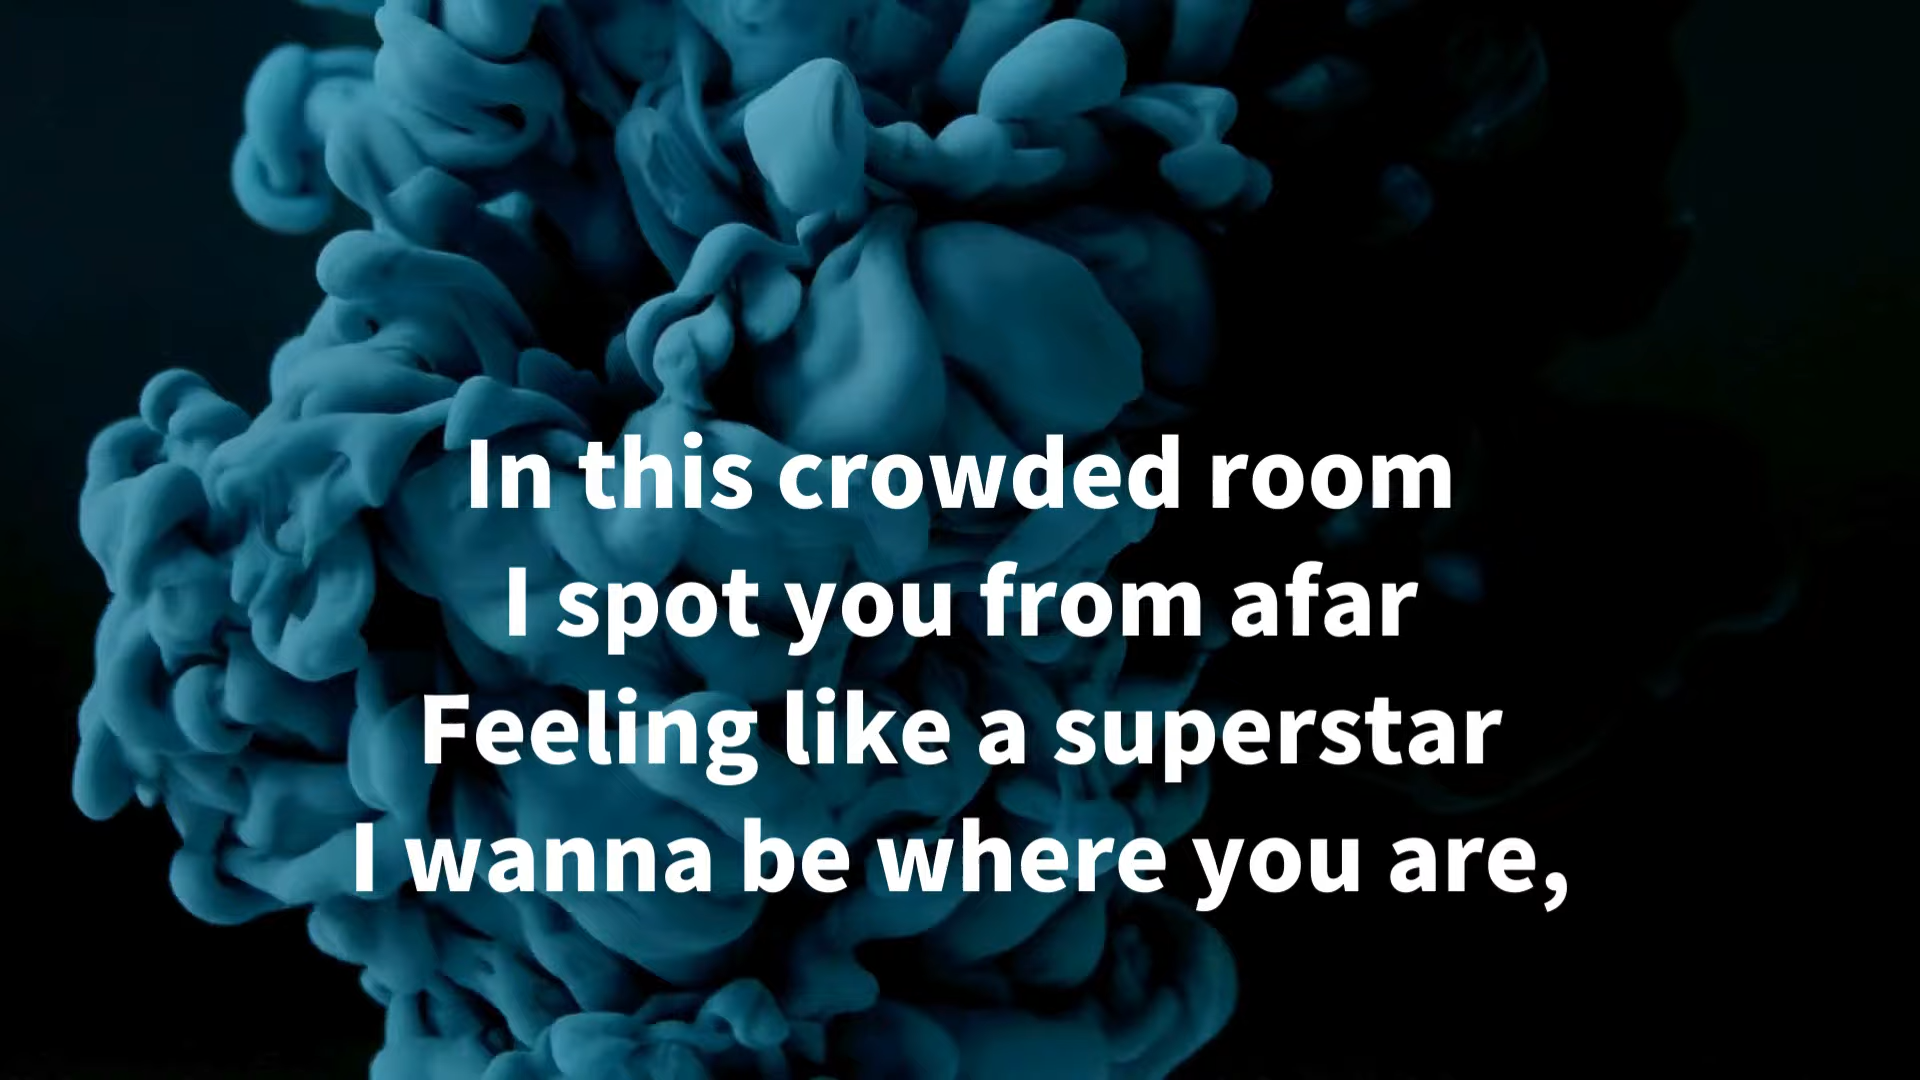 In this crowded room
I spot you from afar
Feeling like a superstar
I wanna be where you are,